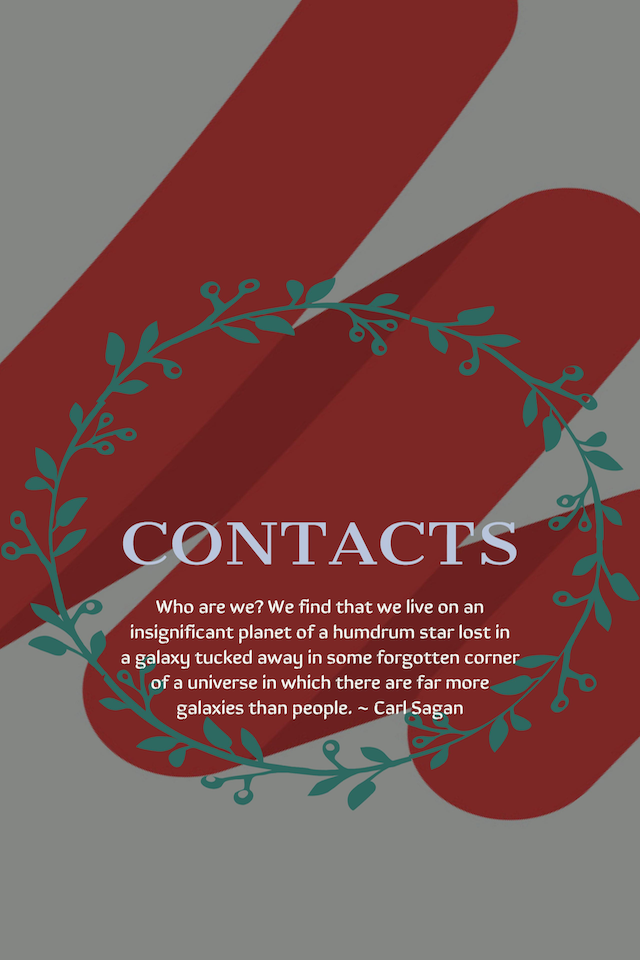 CONTACTS
Who are we? We find that we live on an
insignificant planet of a humdrum star lost in
a galaxy tucked away in some forgotten corner
of a universe in which there are far more
galaxies than people. ~ Carl Sagan